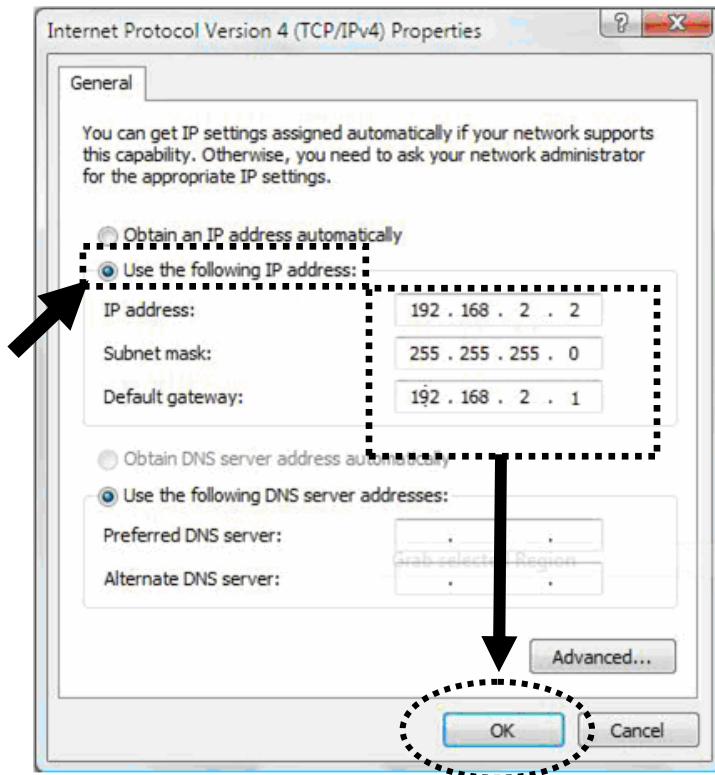 Internet Protocol Version 4 (TCP/IPv4) Properties
General
You can get IP settings assigned automatically if your network supports
this capability. Otherwise, you need to ask your network administrator
for the appropriate IP settings.
Obtain an IP address automatically
Use the following IP address:
IP address: 192 . 168 . 2 . 2
Subnet mask: 255 . 255 . 255 . 0
Default gateway: 192 . 168 . 2 . 1
Obtain DNS server address automatically
Use the following DNS server addresses:
Preferred DNS server: . .
Grab selected Region
Alternate DNS server: . .
Advanced...
OK Cancel